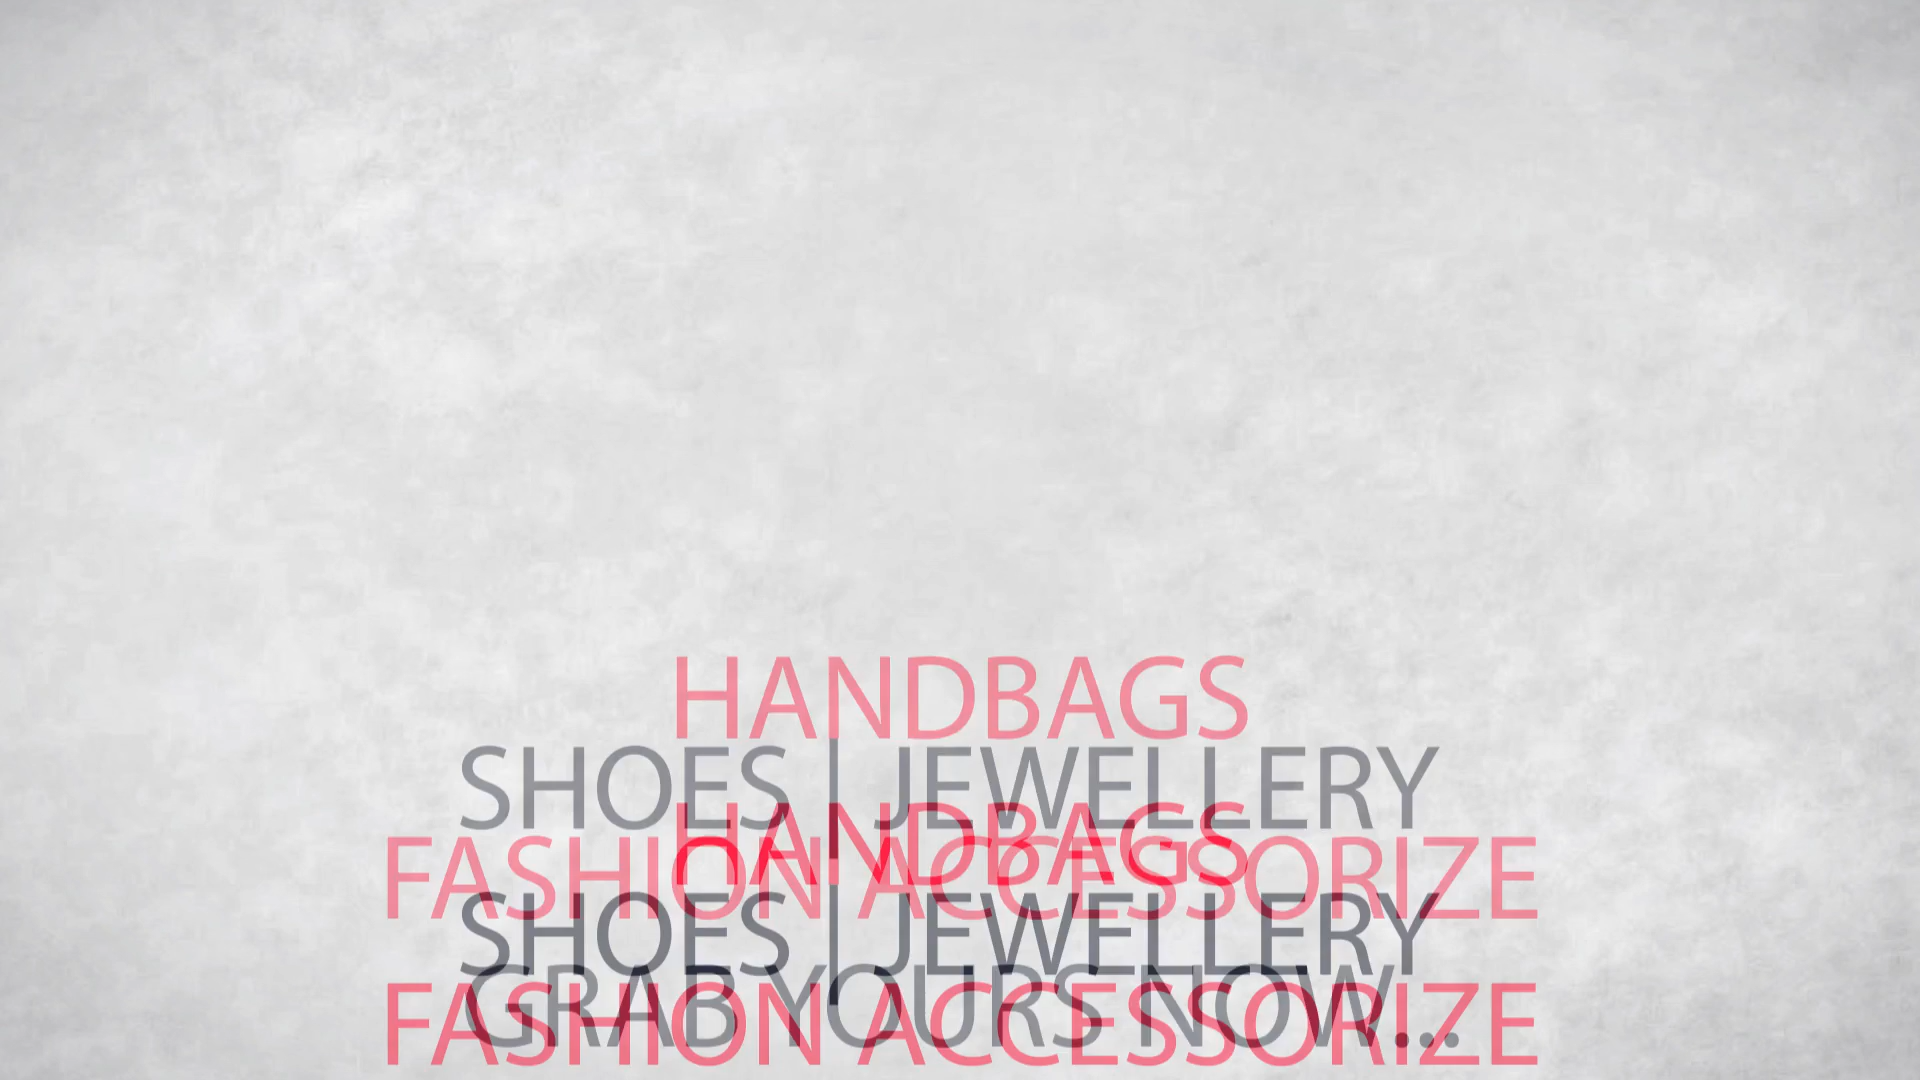 HANDBAGS
SHOES | JEWELLERY
HANDBAGS
FASHION ACCESSORIZE
SHOES | JEWELLERY
GRAB YOURS NOW...
FASHION ACCESSORIZE